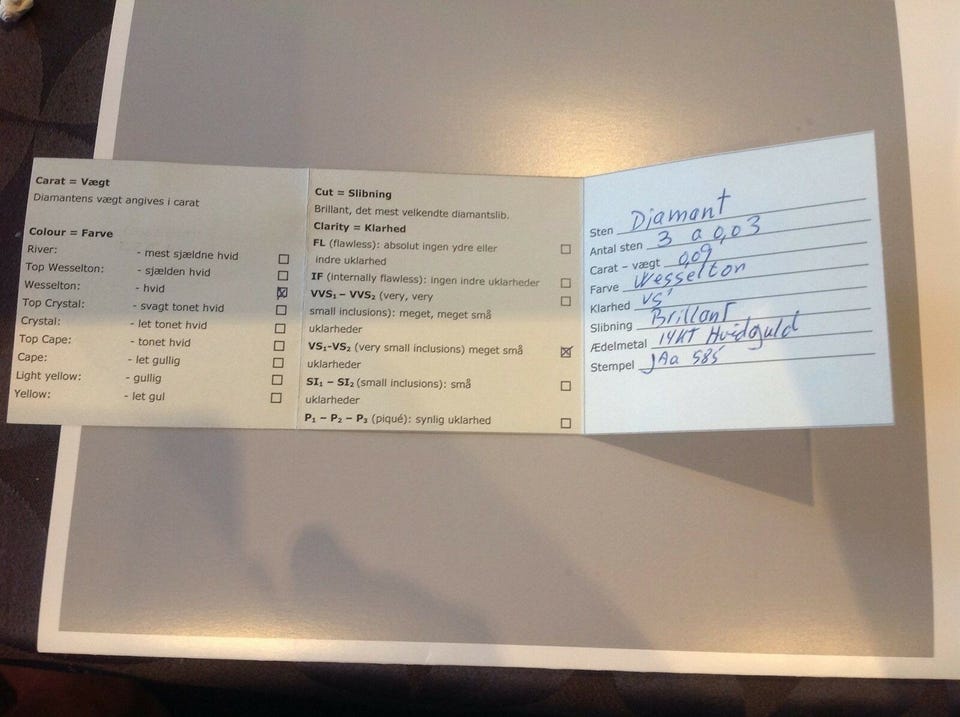 Carat = Vægt
Diamantens vægt angives i carat
Colour = Farve
River: - mest sjældne hvid ☐
Top Wesselton: - sjælden hvid ☐
Wesselton: - hvid ☒
Top Crystal: - svagt tonet hvid ☐
Crystal: - let tonet hvid ☐
Top Cape: - tonet hvid ☐
Cape: - let gullig ☐
Light yellow: - gullig ☐
Yellow: - let gul ☐
Cut = Slibning
Brillant, det mest velkendte diamantslib.
Clarity = Klarhed
FL (flawless): absolut ingen ydre eller ☐
indre uklarhed
IF (internally flawless): ingen indre uklarheder ☐
VVS₁ – VVS₂ (very, very ☐
small inclusions): meget, meget små
uklarheder
VS₁-VS₂ (very small inclusions) meget små ☒
uklarheder
SI₁ – SI₂ (small inclusions): små ☐
uklarheder
P₁ – P₂ – P₃ (piqué): synlig uklarhed ☐
Sten Diamant
Antal sten 3 a 0,03
Carat – vægt 0,09
Farve Wesselton
Klarhed VS'
Slibning Brillant
Ædelmetal 14KT Hvidguld
Stempel JAa 585